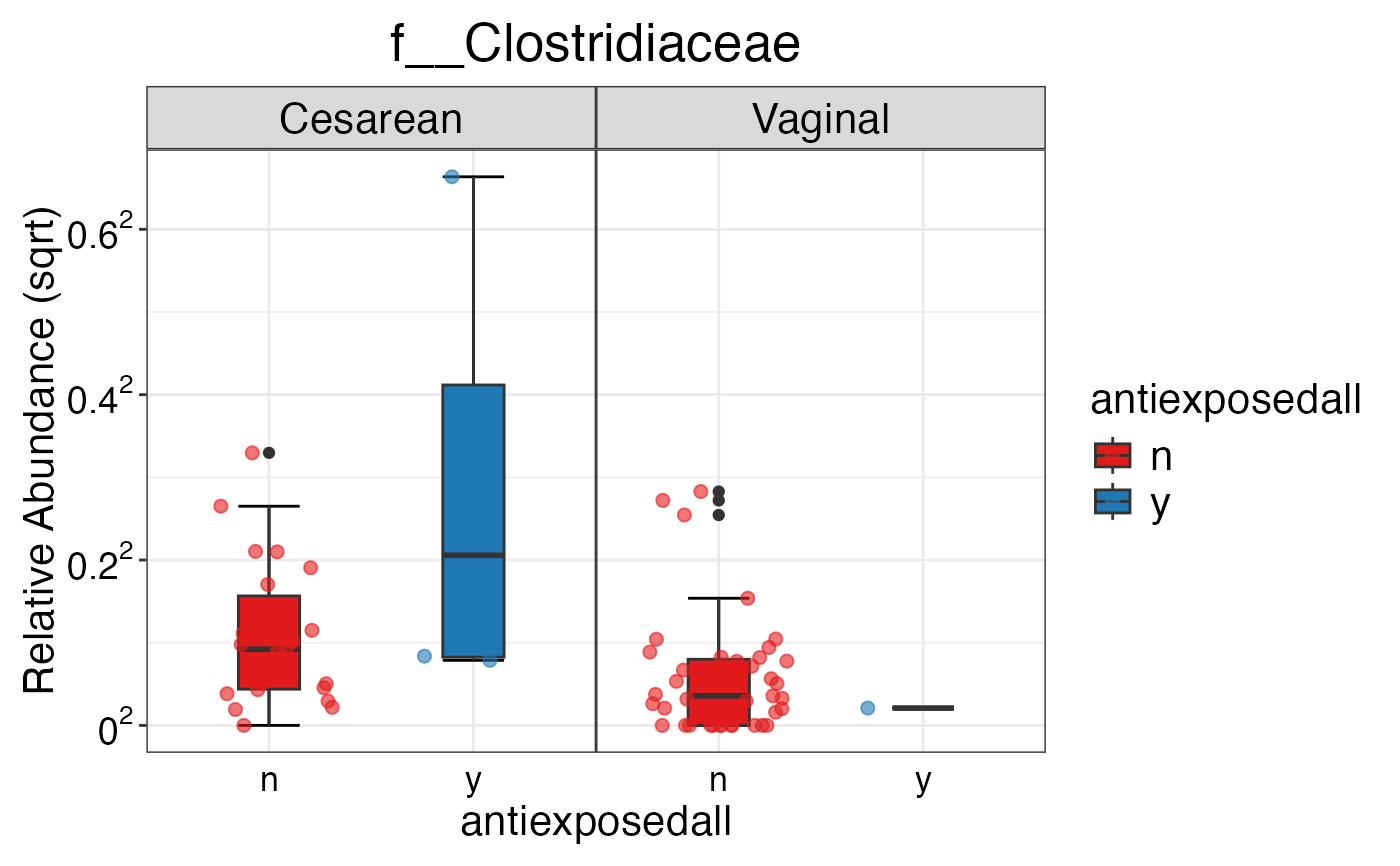 f__Clostridiaceae
Cesarean
Vaginal
Relative Abundance (sqrt)
0.6²
0.4²
0.2²
0²
n
y
n
y
antiexposedall
antiexposedall
n
y